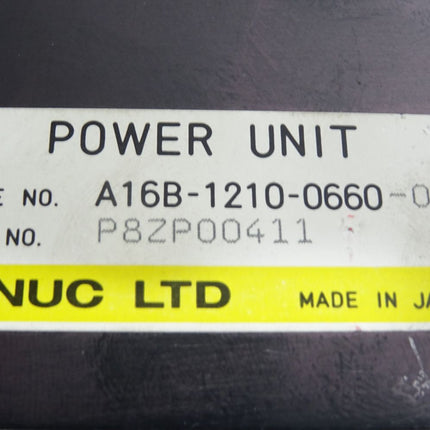 POWER UNIT
E NO. A16B-1210-0660-0
NO. P8ZP00411
NUC LTD MADE IN JA